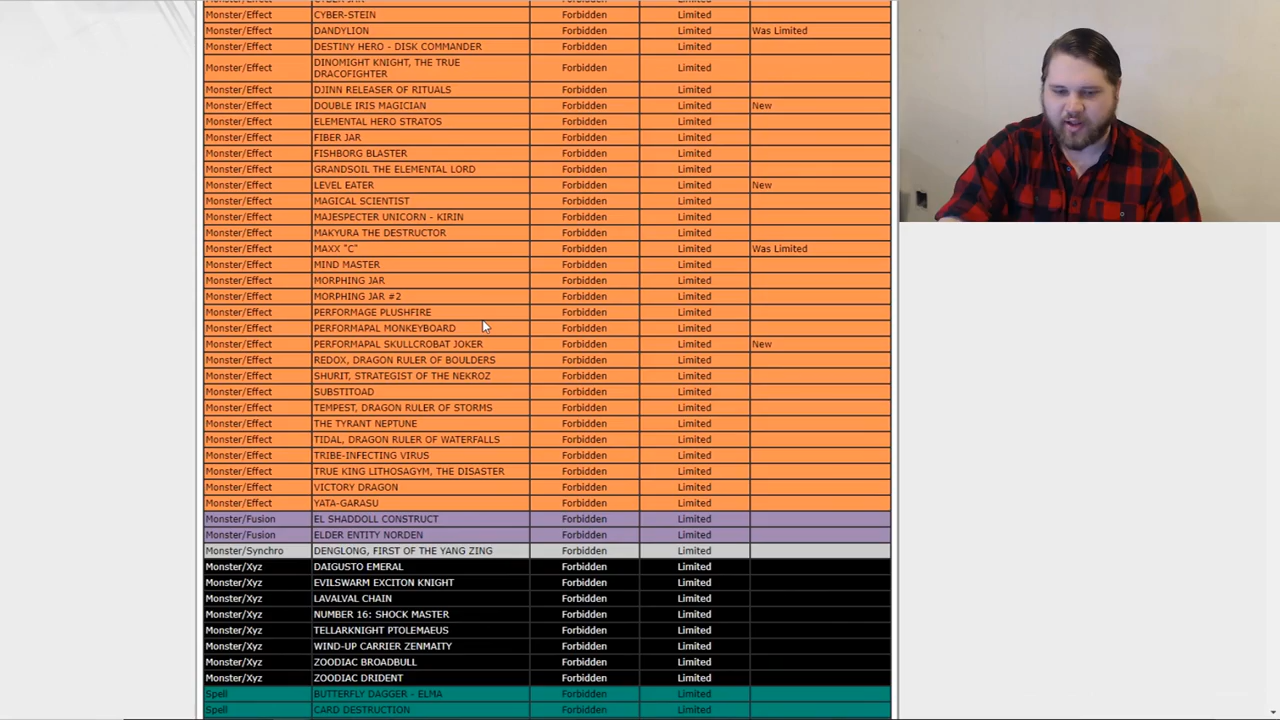 Monster/Effect CYBER JAR Forbidden Limited
Monster/Effect CYBER-STEIN Forbidden Limited
Monster/Effect DANDYLION Forbidden Limited Was Limited
Monster/Effect DESTINY HERO - DISK COMMANDER Forbidden Limited
Monster/Effect DINOMIGHT KNIGHT, THE TRUE DRACOFIGHTER Forbidden Limited
Monster/Effect DJINN RELEASER OF RITUALS Forbidden Limited
Monster/Effect DOUBLE IRIS MAGICIAN Forbidden Limited New
Monster/Effect ELEMENTAL HERO STRATOS Forbidden Limited
Monster/Effect FIBER JAR Forbidden Limited
Monster/Effect FISHBORG BLASTER Forbidden Limited
Monster/Effect GRANDSOIL THE ELEMENTAL LORD Forbidden Limited
Monster/Effect LEVEL EATER Forbidden Limited New
Monster/Effect MAGICAL SCIENTIST Forbidden Limited
Monster/Effect MAJESPECTER UNICORN - KIRIN Forbidden Limited
Monster/Effect MAKYURA THE DESTRUCTOR Forbidden Limited
Monster/Effect MAXX "C" Forbidden Limited Was Limited
Monster/Effect MIND MASTER Forbidden Limited
Monster/Effect MORPHING JAR Forbidden Limited
Monster/Effect MORPHING JAR #2 Forbidden Limited
Monster/Effect PERFORMAGE PLUSHFIRE Forbidden Limited
Monster/Effect PERFORMAPAL MONKEYBOARD Forbidden Limited
Monster/Effect PERFORMAPAL SKULLCROBAT JOKER Forbidden Limited New
Monster/Effect REDOX, DRAGON RULER OF BOULDERS Forbidden Limited
Monster/Effect SHURIT, STRATEGIST OF THE NEKROZ Forbidden Limited
Monster/Effect SUBSTITOAD Forbidden Limited
Monster/Effect TEMPEST, DRAGON RULER OF STORMS Forbidden Limited
Monster/Effect THE TYRANT NEPTUNE Forbidden Limited
Monster/Effect TIDAL, DRAGON RULER OF WATERFALLS Forbidden Limited
Monster/Effect TRIBE-INFECTING VIRUS Forbidden Limited
Monster/Effect TRUE KING LITHOSAGYM, THE DISASTER Forbidden Limited
Monster/Effect VICTORY DRAGON Forbidden Limited
Monster/Effect YATA-GARASU Forbidden Limited
Monster/Fusion EL SHADDOLL CONSTRUCT Forbidden Limited
Monster/Fusion ELDER ENTITY NORDEN Forbidden Limited
Monster/Synchro DENGLONG, FIRST OF THE YANG ZING Forbidden Limited
Monster/Xyz DAIGUSTO EMERAL Forbidden Limited
Monster/Xyz EVILSWARM EXCITON KNIGHT Forbidden Limited
Monster/Xyz LAVALVAL CHAIN Forbidden Limited
Monster/Xyz NUMBER 16: SHOCK MASTER Forbidden Limited
Monster/Xyz TELLARKNIGHT PTOLEMAEUS Forbidden Limited
Monster/Xyz WIND-UP CARRIER ZENMAITY Forbidden Limited
Monster/Xyz ZOODIAC BROADBULL Forbidden Limited
Monster/Xyz ZOODIAC DRIDENT Forbidden Limited
Spell BUTTERFLY DAGGER - ELMA Forbidden Limited
Spell CARD DESTRUCTION Forbidden Limited